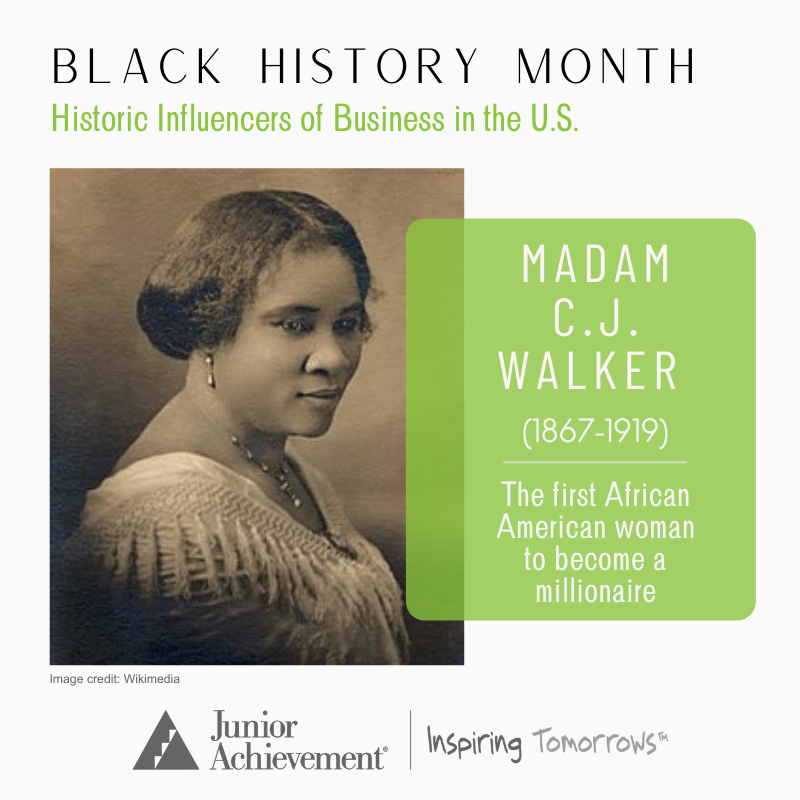 BLACK HISTORY MONTH
Historic Influencers of Business in the U.S.
MADAM
C.J.
WALKER
(1867-1919)
The first African
American woman
to become a
millionaire
Image credit: Wikimedia
Junior
Achievement®
Inspiring Tomorrows™